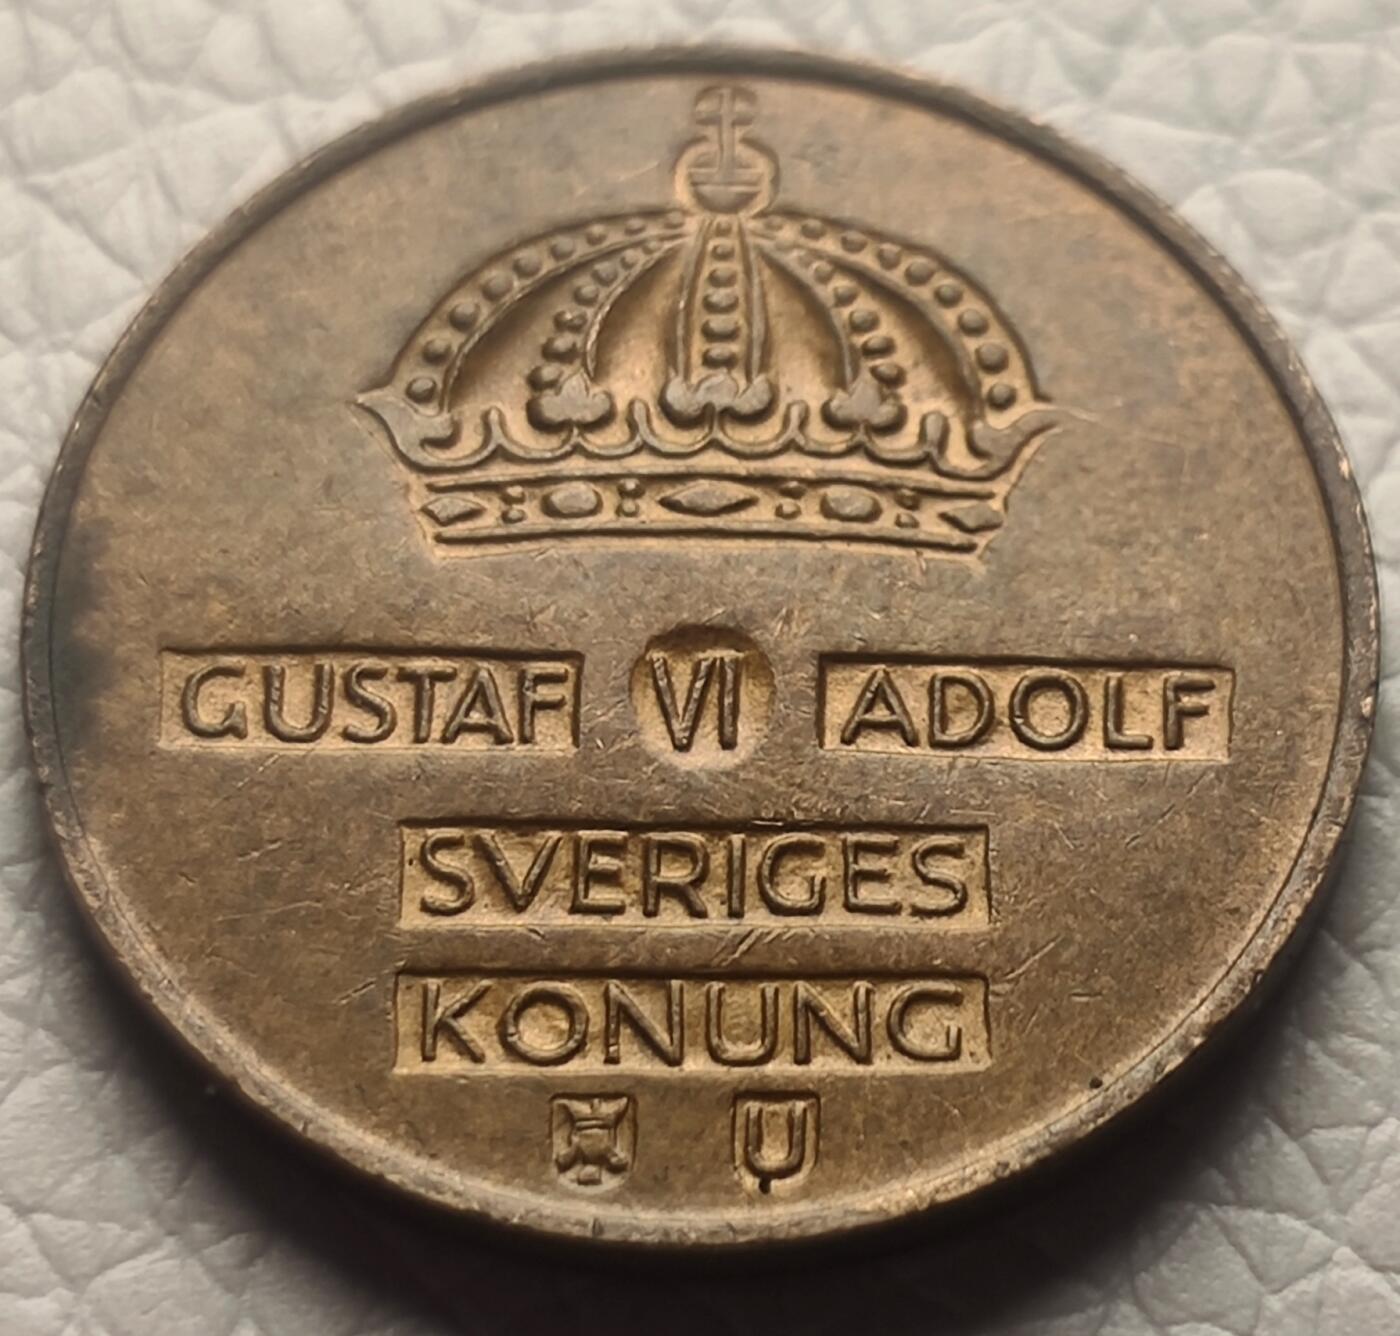 GUSTAF VI ADOLF
SVERIGES
KONUNG
U